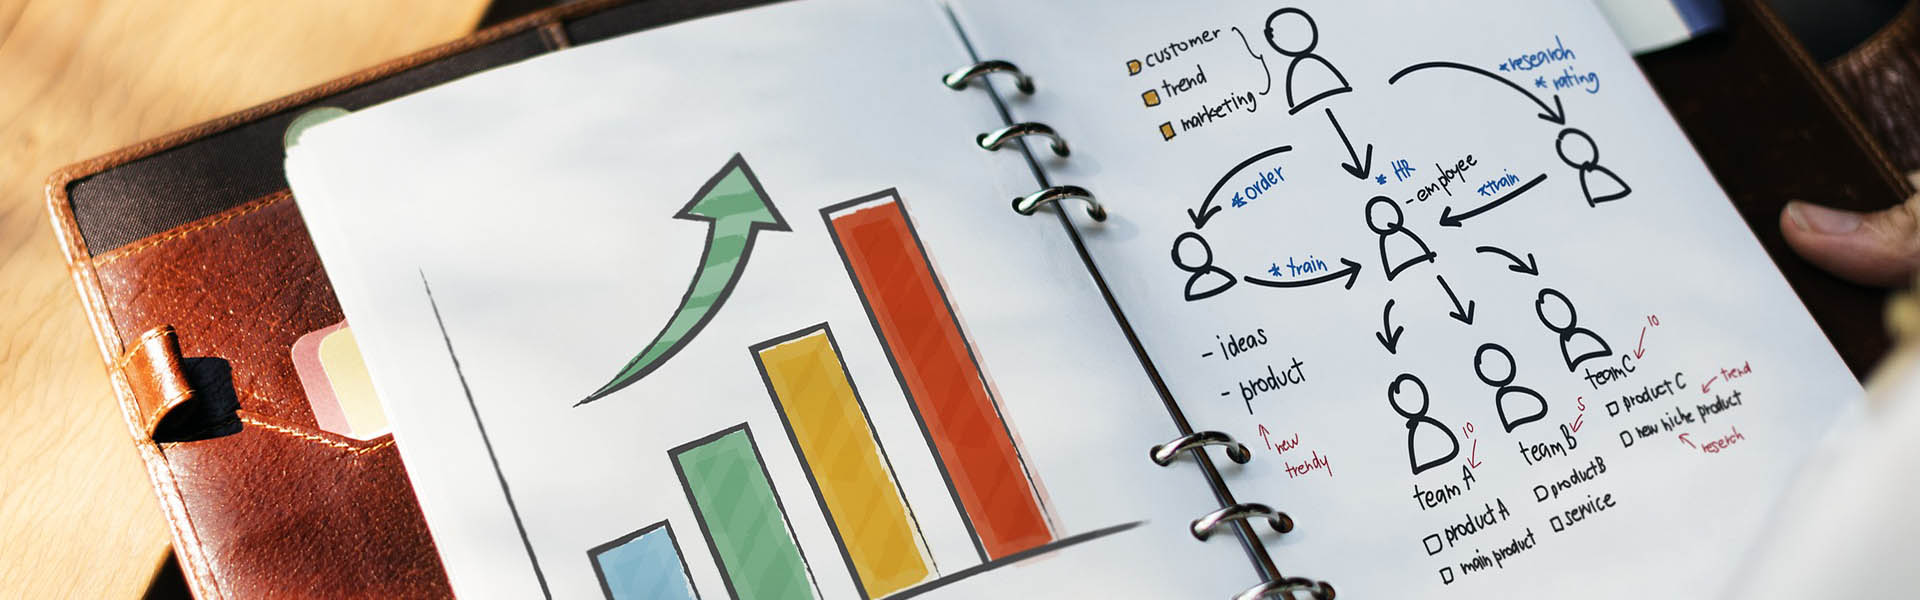 customer
trend
marketing
*research
* rating
* HR
- employee
*order
*train
* train
- ideas
- product
new
trendy
10
team C
product C
trend
new niche product
reserch
5
team B
product B
service
10
team A
product A
main product